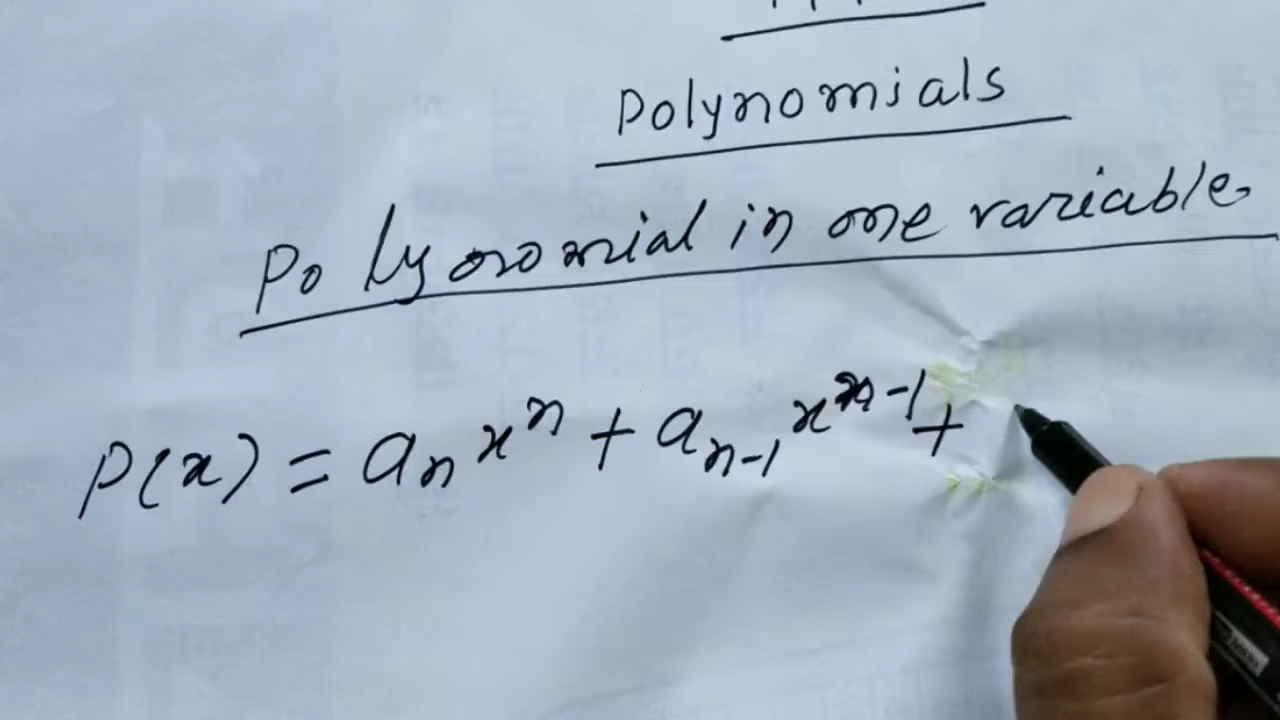 Polynomials
Polynomial in one variable.
P(x) = aₙxⁿ + aₙ₋₁xⁿ⁻¹ +